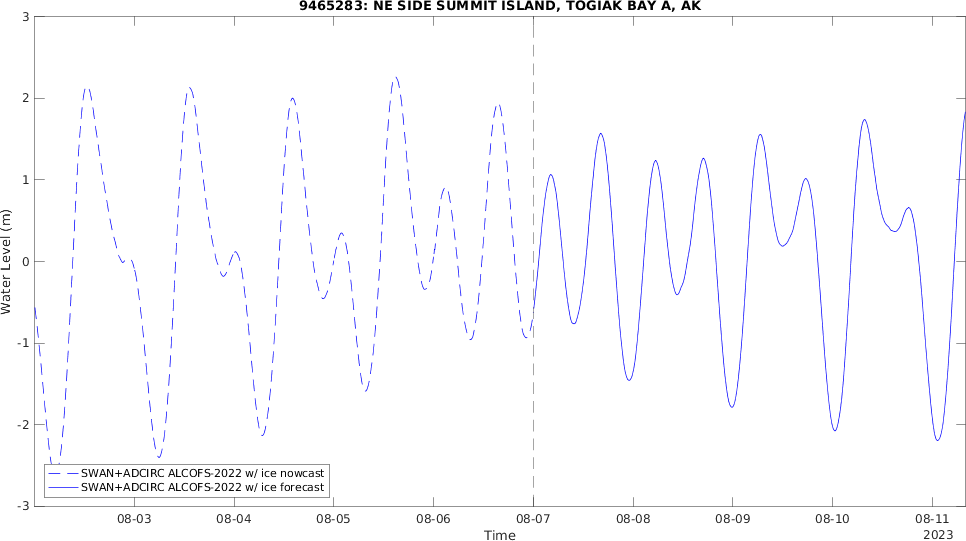 9465283: NE SIDE SUMMIT ISLAND, TOGIAK BAY A, AK
3
2
1
0
-1
-2
-3
Water Level (m)
SWAN+ADCIRC ALCOFS-2022 w/ ice nowcast
SWAN+ADCIRC ALCOFS-2022 w/ ice forecast
08-03 08-04 08-05 08-06 08-07 08-08 08-09 08-10 08-11
2023
Time